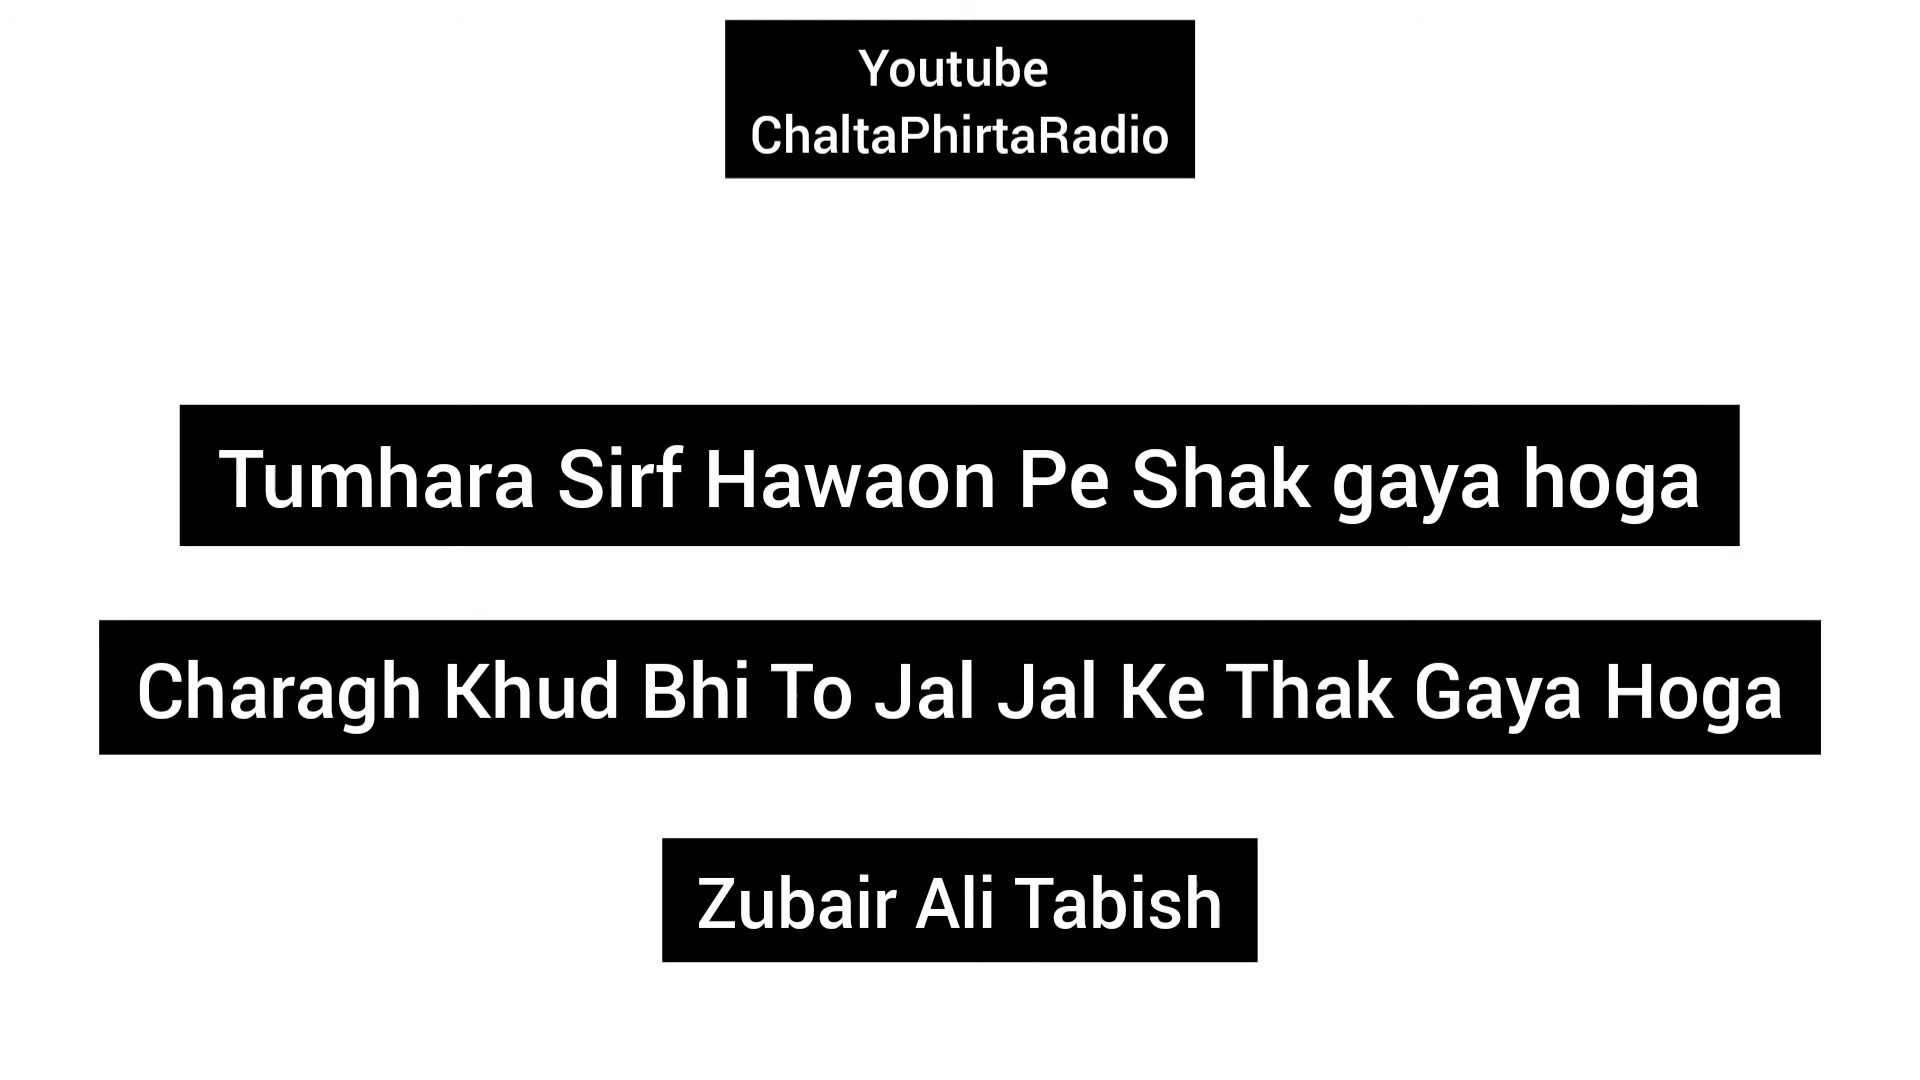 Youtube
ChaltaPhirtaRadio
Tumhara Sirf Hawaon Pe Shak gaya hoga
Charagh Khud Bhi To Jal Jal Ke Thak Gaya Hoga
Zubair Ali Tabish